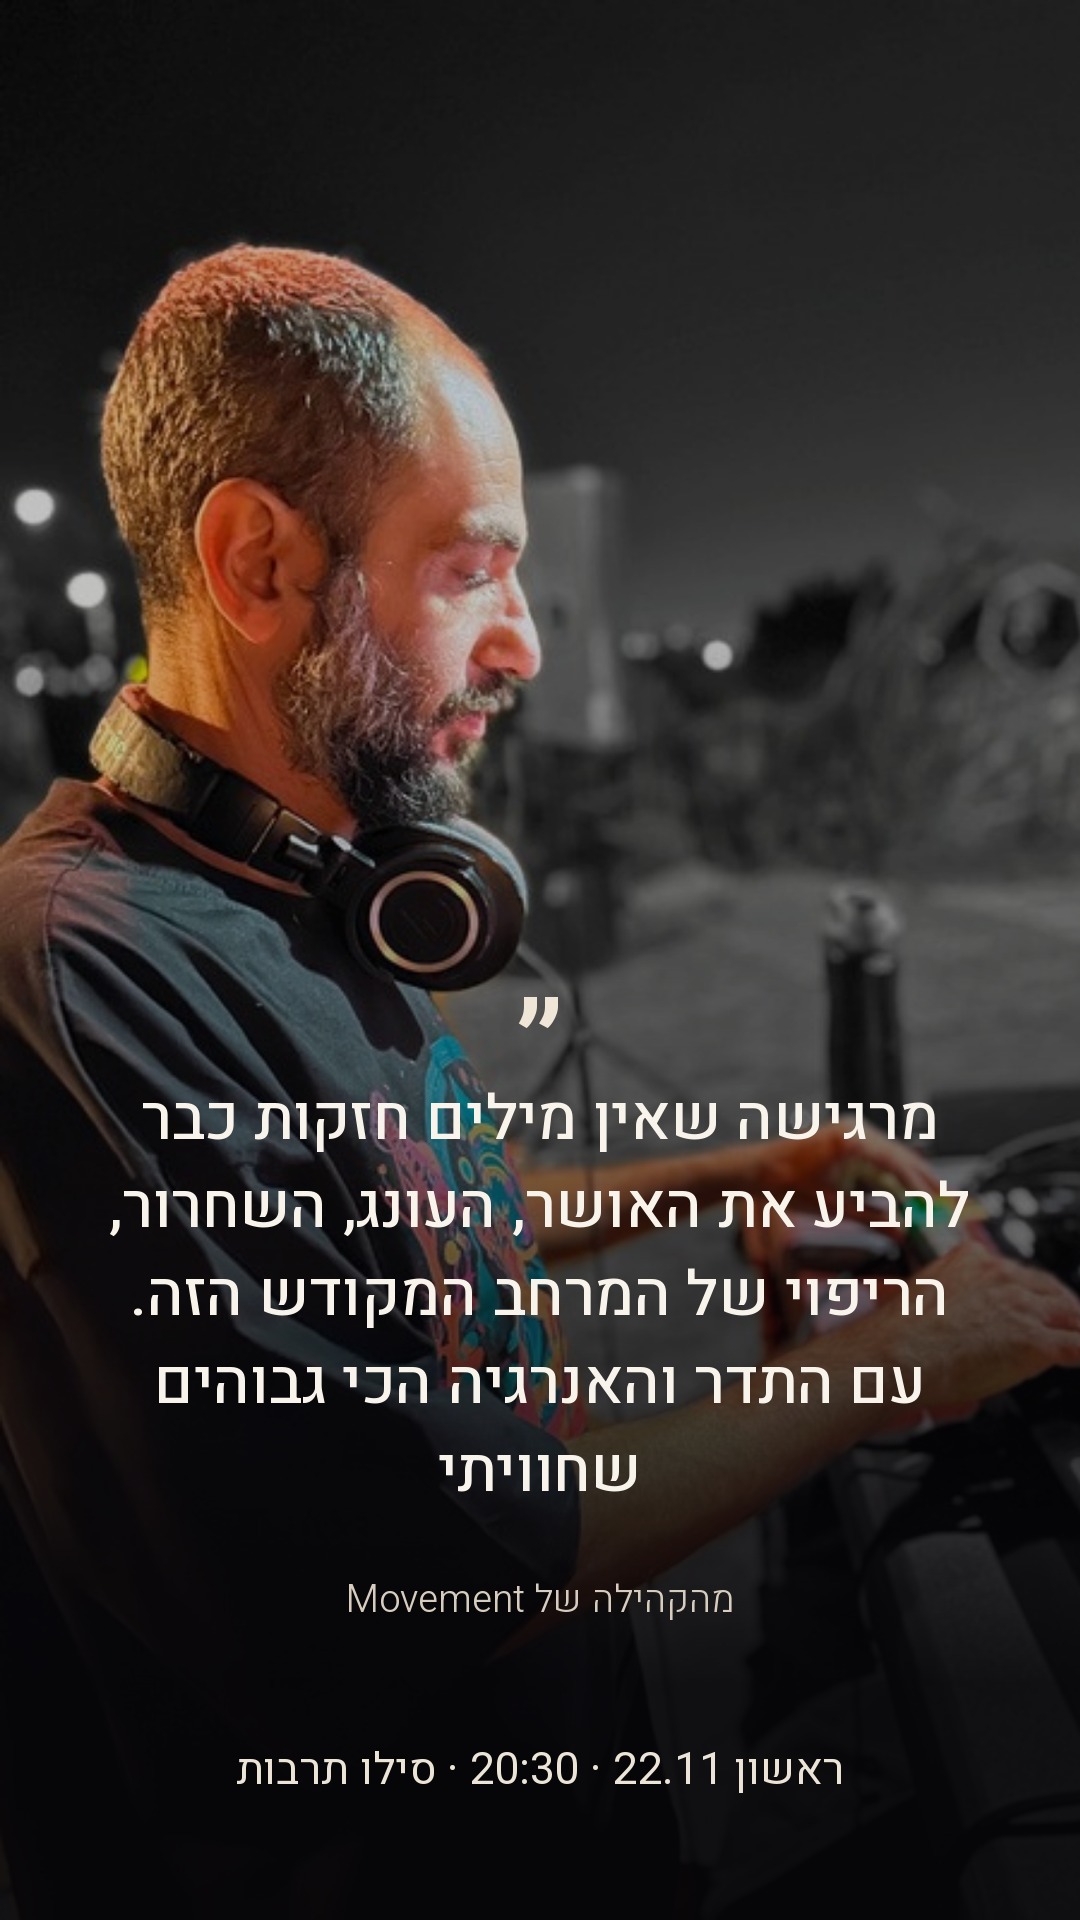 ”
מרגישה שאין מילים חזקות כבר
להביע את האושר, העונג, השחרור,
הריפוי של המרחב המקודש הזה.
עם התדר והאנרגיה הכי גבוהים
שחוויתי
מהקהילה של Movement
ראשון 22.11 · 20:30 · סילו תרבות